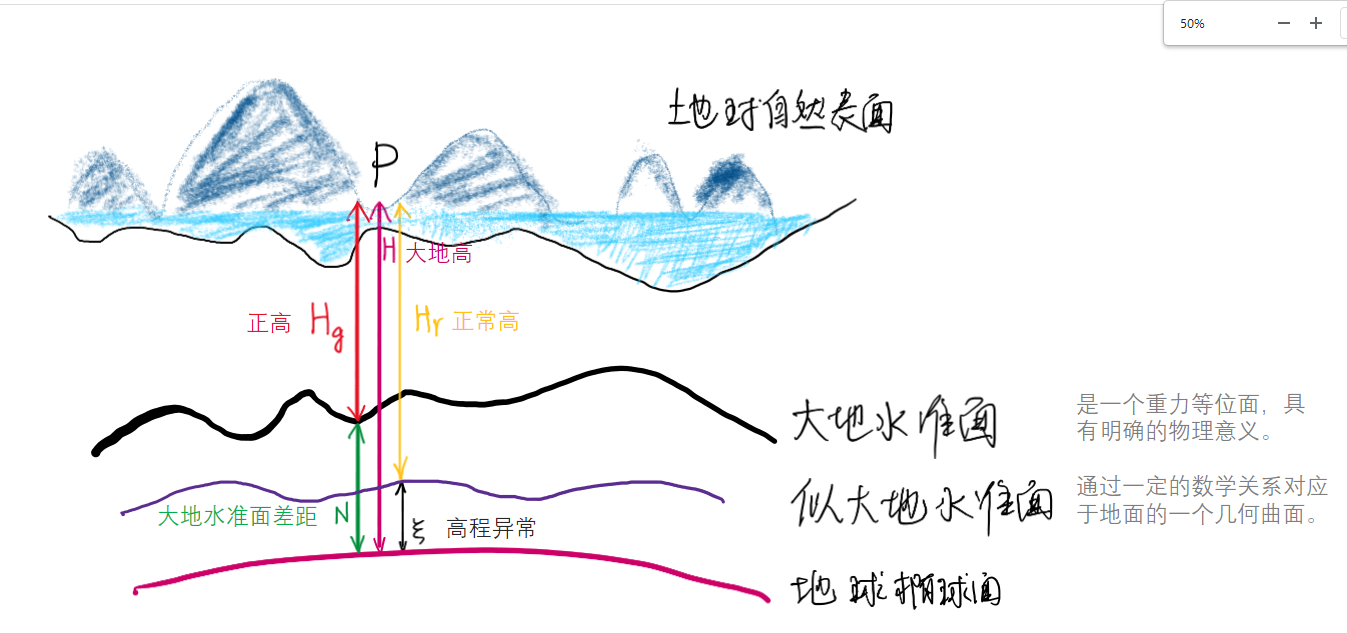 50%
地球自然表面
P
H 大地高
正高 Hg
Hr 正常高
大地水准面
是一个重力等位面，具
有明确的物理意义。
似大地水准面
通过一定的数学关系对应
于地面的一个几何曲面。
大地水准面差距 N
ξ 高程异常
地球椭球面